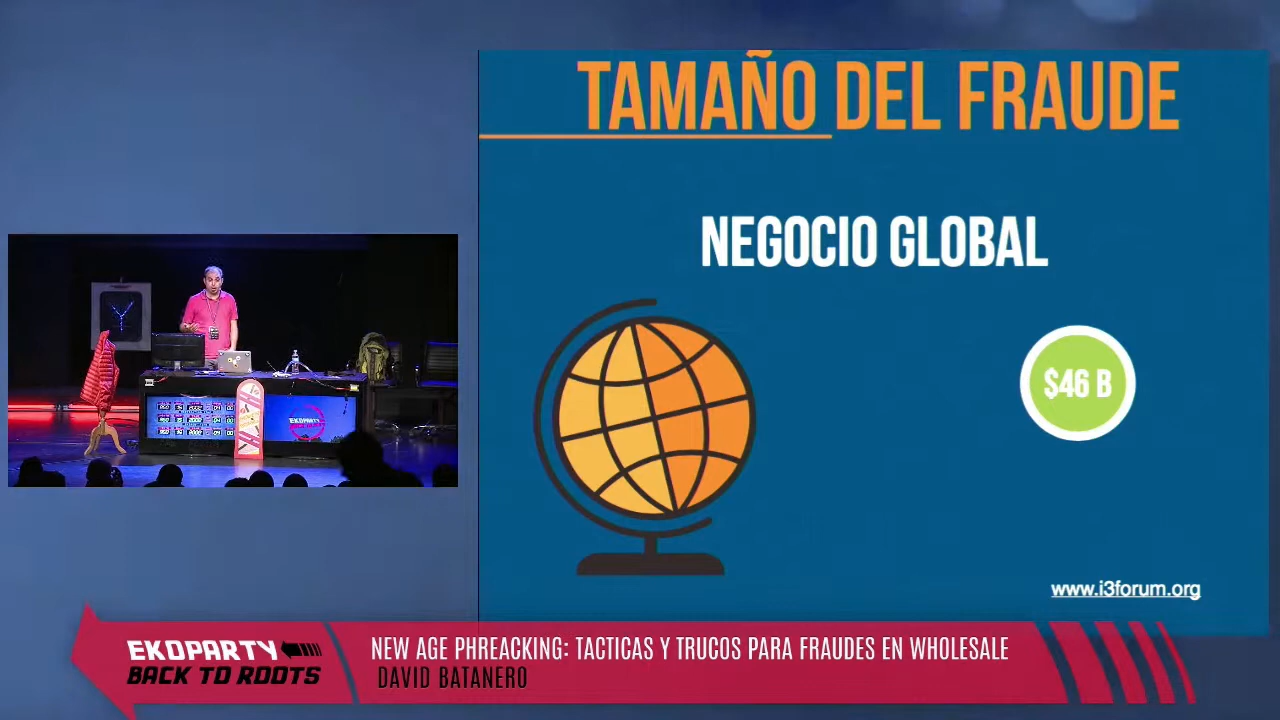 TAMAÑO DEL FRAUDE
NEGOCIO GLOBAL
$46 B
www.i3forum.org
EKOPARTY
BACK TO ROOTS
NEW AGE PHREACKING: TACTICAS Y TRUCOS PARA FRAUDES EN WHOLESALE
DAVID BATANERO
EKOPARTY